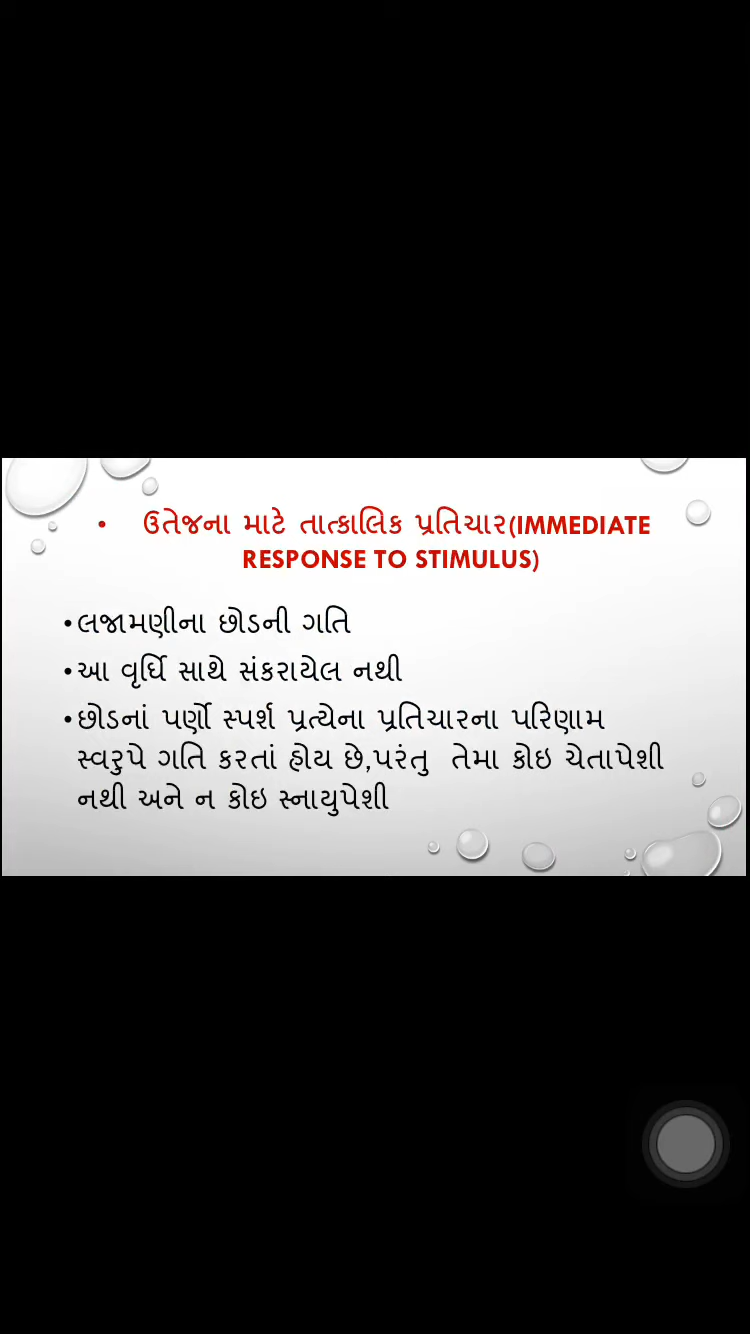 • ઉતેજના માટે તાત્કાલિક પ્રતિચાર(IMMEDIATE
RESPONSE TO STIMULUS)
• લજામણીના છોડની ગતિ
• આ વૃર્ધિ સાથે સંકરાયેલ નથી
• છોડનાં પર્ણો સ્પર્શ પ્રત્યેના પ્રતિચારના પરિણામ
સ્વરુપે ગતિ કરતાં હોય છે,પરંતુ તેમા કોઇ ચેતાપેશી
નથી અને ન કોઇ સ્નાયુપેશી